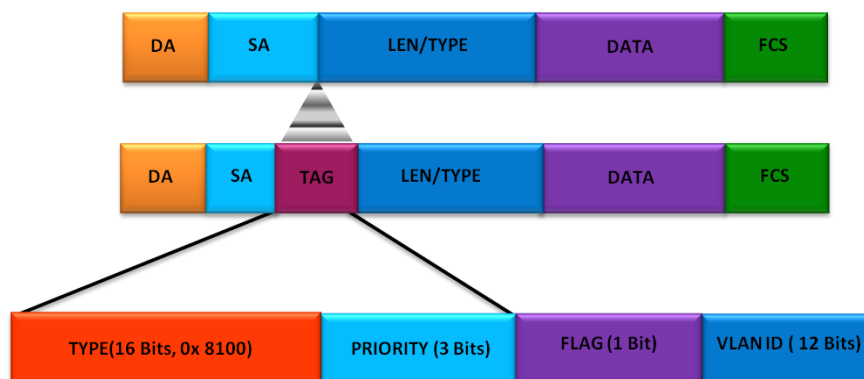 DA SA LEN/TYPE DATA FCS
DA SA TAG LEN/TYPE DATA FCS
TYPE(16 Bits, 0x 8100) PRIORITY (3 Bits) FLAG (1 Bit) VLAN ID ( 12 Bits)